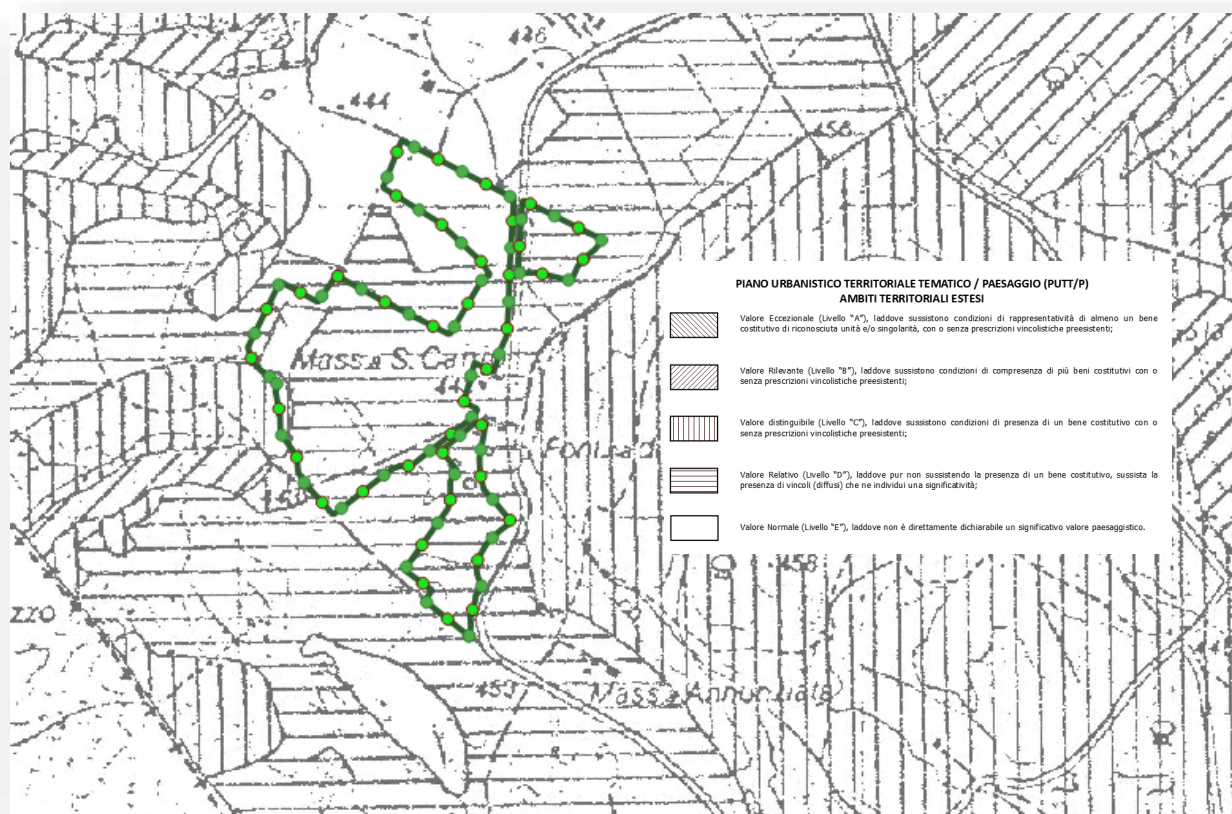 446
444
456
PIANO URBANISTICO TERRITORIALE TEMATICO / PAESAGGIO (PUTT/P)
AMBITI TERRITORIALI ESTESI
Valore Eccezionale (Livello "A"), laddove sussistono condizioni di rappresentatività di almeno un bene
costitutivo di riconosciuta unità e/o singolarità, con o senza prescrizioni vincolistiche preesistenti;
Valore Rilevante (Livello "B"), laddove sussistono condizioni di compresenza di più beni costitutivi con o
senza prescrizioni vincolistiche preesistenti;
Valore distinguibile (Livello "C"), laddove sussistono condizioni di presenza di un bene costitutivo con o
senza prescrizioni vincolistiche preesistenti;
Valore Relativo (Livello "D"), laddove pur non sussistendo la presenza di un bene costitutivo, sussista la
presenza di vincoli (diffusi) che ne individui una significatività;
Valore Normale (Livello "E"), laddove non è direttamente dichiarabile un significativo valore paesaggistico.
Mass.a S.
458
453
Mass.a Annunziata